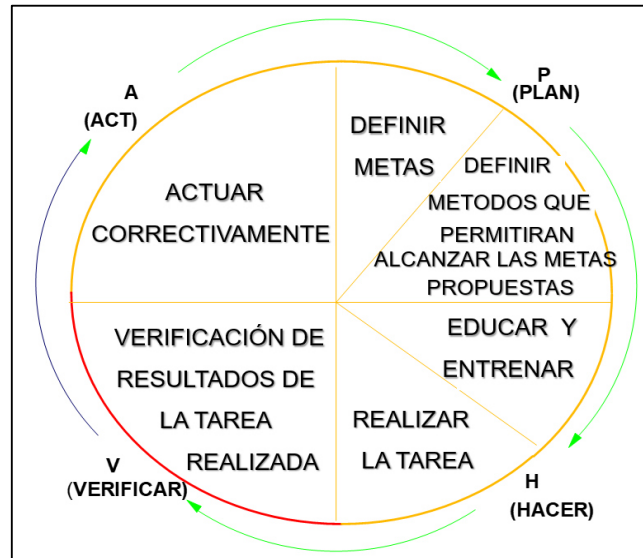 A
(ACT)
P
(PLAN)
DEFINIR
METAS
DEFINIR
METODOS QUE
PERMITIRAN
ALCANZAR LAS METAS
PROPUESTAS
EDUCAR Y
ENTRENAR
REALIZAR
LA TAREA
H
(HACER)
VERIFICACIÓN DE
RESULTADOS DE
LA TAREA
REALIZADA
V
(VERIFICAR)
ACTUAR
CORRECTIVAMENTE